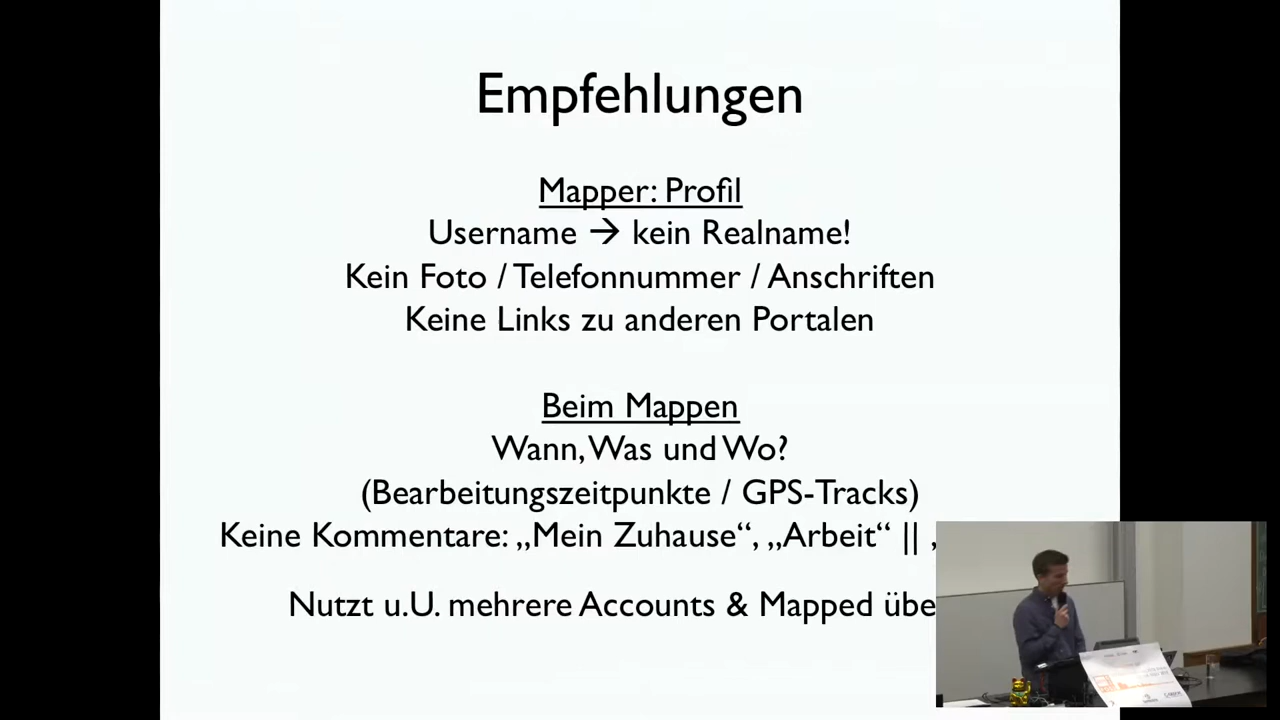 Empfehlungen
Mapper: Profil
Username → kein Realname!
Kein Foto / Telefonnummer / Anschriften
Keine Links zu anderen Portalen
Beim Mappen
Wann, Was und Wo?
(Bearbeitungszeitpunkte / GPS-Tracks)
Keine Kommentare: „Mein Zuhause“, „Arbeit“ ||
Nutzt u.U. mehrere Accounts & Mapped